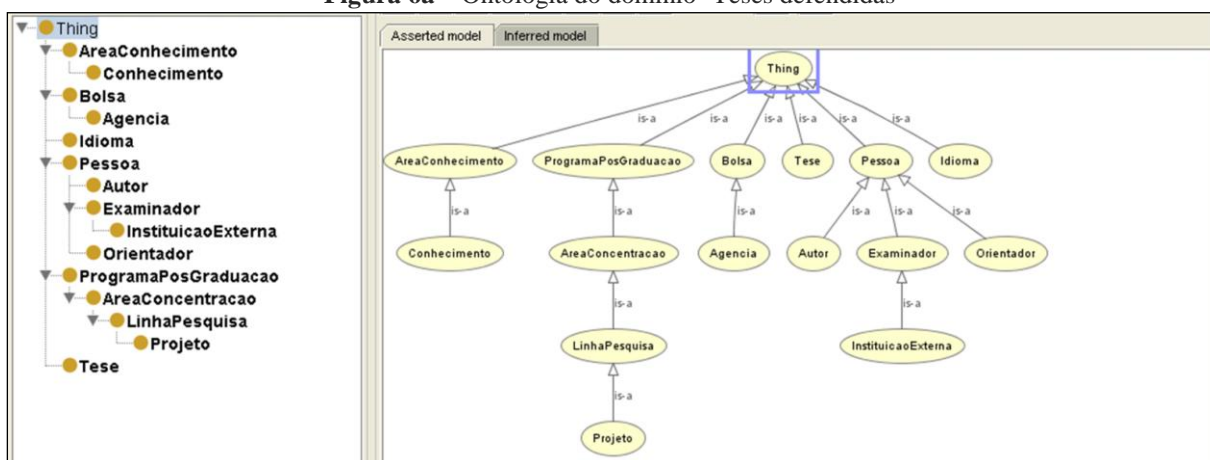 Figura 6a – Ontologia do domínio "Teses defendidas"
Thing
AreaConhecimento
Conhecimento
Bolsa
Agencia
Idioma
Pessoa
Autor
Examinador
InstituicaoExterna
Orientador
ProgramaPosGraduacao
AreaConcentracao
LinhaPesquisa
Projeto
Tese
Asserted model Inferred model
Thing
is-a is-a is-a is-a is-a is-a
AreaConhecimento ProgramaPosGraduacao Bolsa Tese Pessoa Idioma
is-a is-a is-a is-a is-a is-a
Conhecimento AreaConcentracao Agencia Autor Examinador Orientador
is-a is-a
LinhaPesquisa InstituicaoExterna
is-a
Projeto